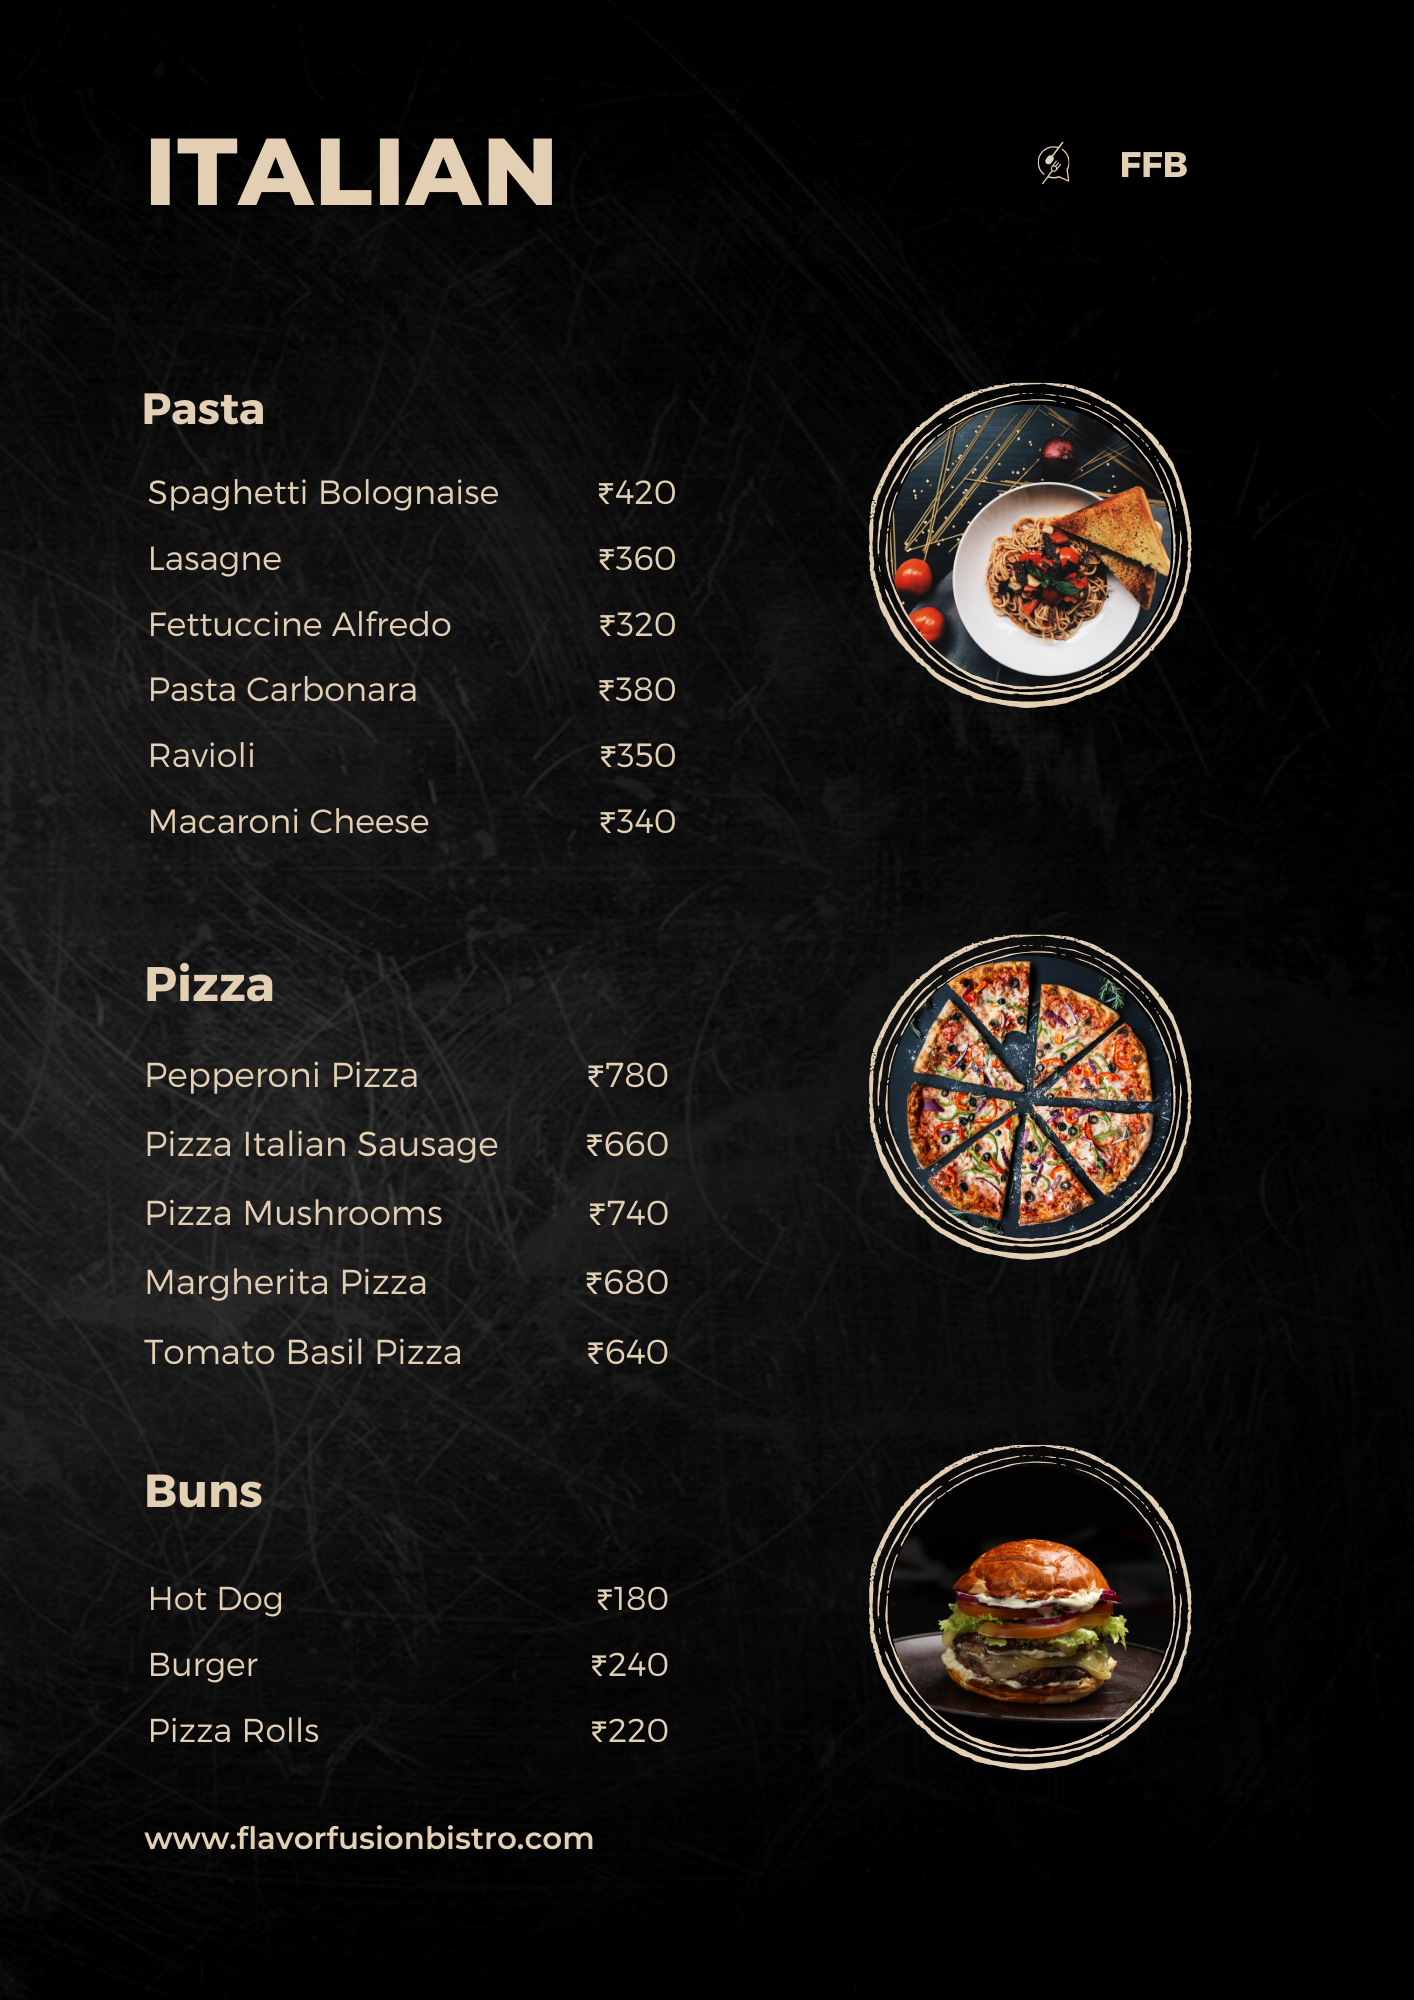 ITALIAN
FFB
Pasta
Spaghetti Bolognaise ₹420
Lasagne ₹360
Fettuccine Alfredo ₹320
Pasta Carbonara ₹380
Ravioli ₹350
Macaroni Cheese ₹340
Pizza
Pepperoni Pizza ₹780
Pizza Italian Sausage ₹660
Pizza Mushrooms ₹740
Margherita Pizza ₹680
Tomato Basil Pizza ₹640
Buns
Hot Dog ₹180
Burger ₹240
Pizza Rolls ₹220
www.flavorfusionbistro.com